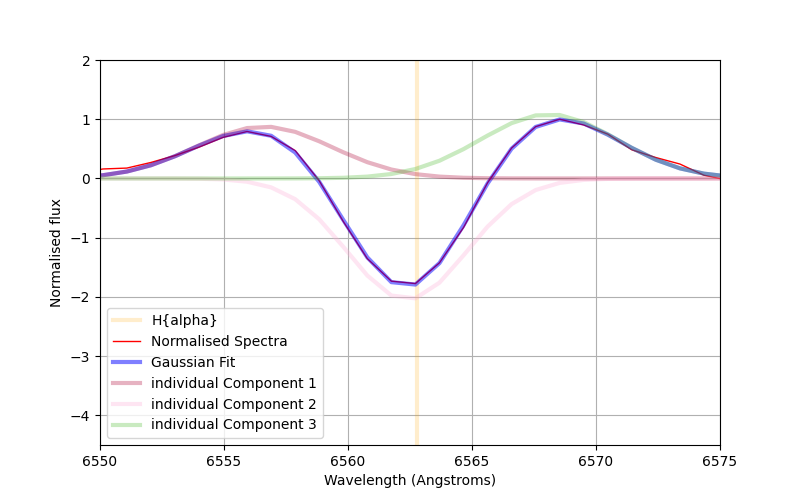 2
1
0
−1
−2
−3
−4
Normalised flux
H{alpha}
Normalised Spectra
Gaussian Fit
individual Component 1
individual Component 2
individual Component 3
6550 6555 6560 6565 6570 6575
Wavelength (Angstroms)